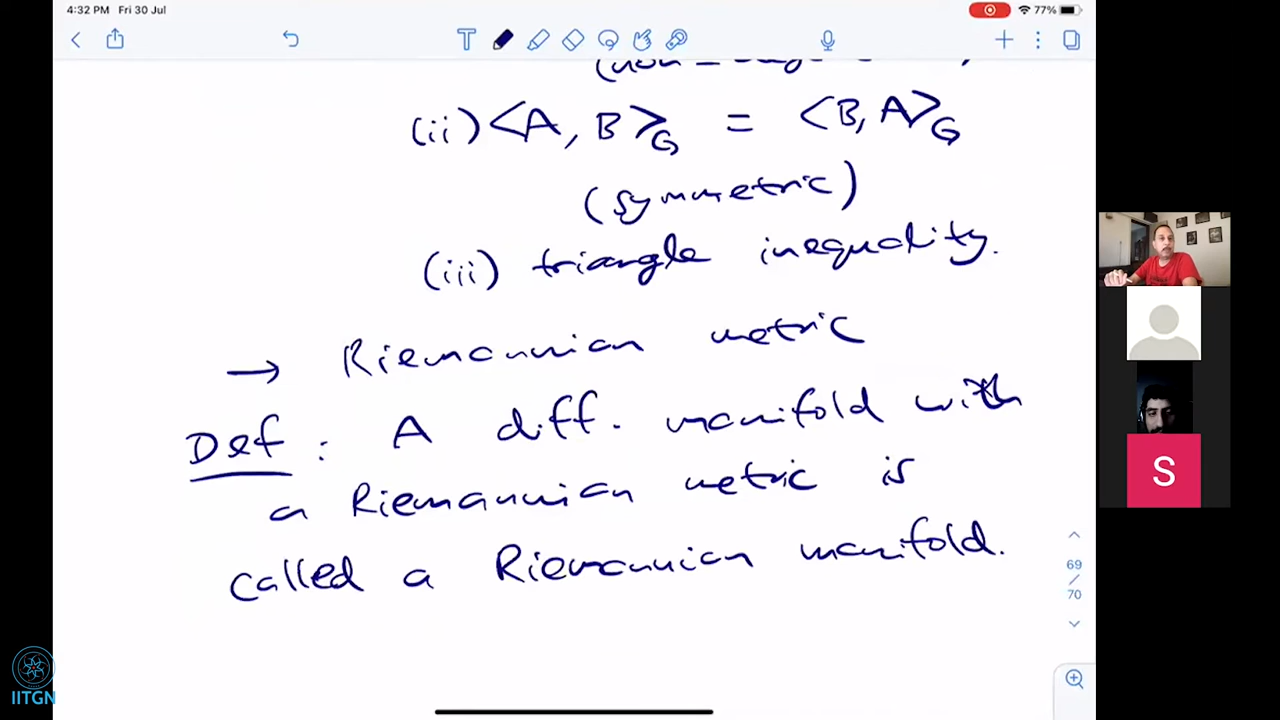 4:32 PM Fri 30 Jul
77%
T
(ii) <A, B>G = <B, A>G
(symmetric)
(iii) triangle inequality.
→ Riemannian metric
Def : A diff. manifold with
a Riemannian metric is
called a Riemannian manifold.
69
/
70
S
IITGN